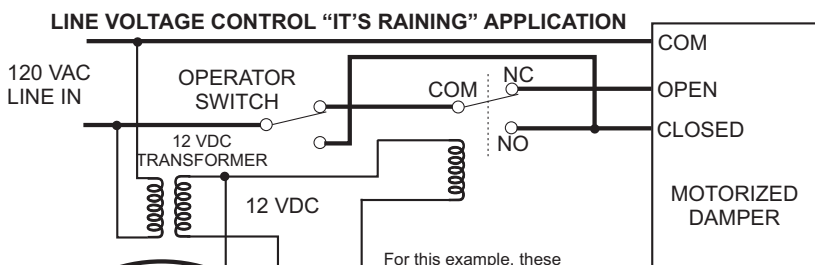 LINE VOLTAGE CONTROL “IT’S RAINING” APPLICATION
COM
120 VAC
LINE IN
OPERATOR
SWITCH
COM
NC
OPEN
CLOSED
NO
12 VDC
TRANSFORMER
12 VDC
MOTORIZED
DAMPER
For this example, these